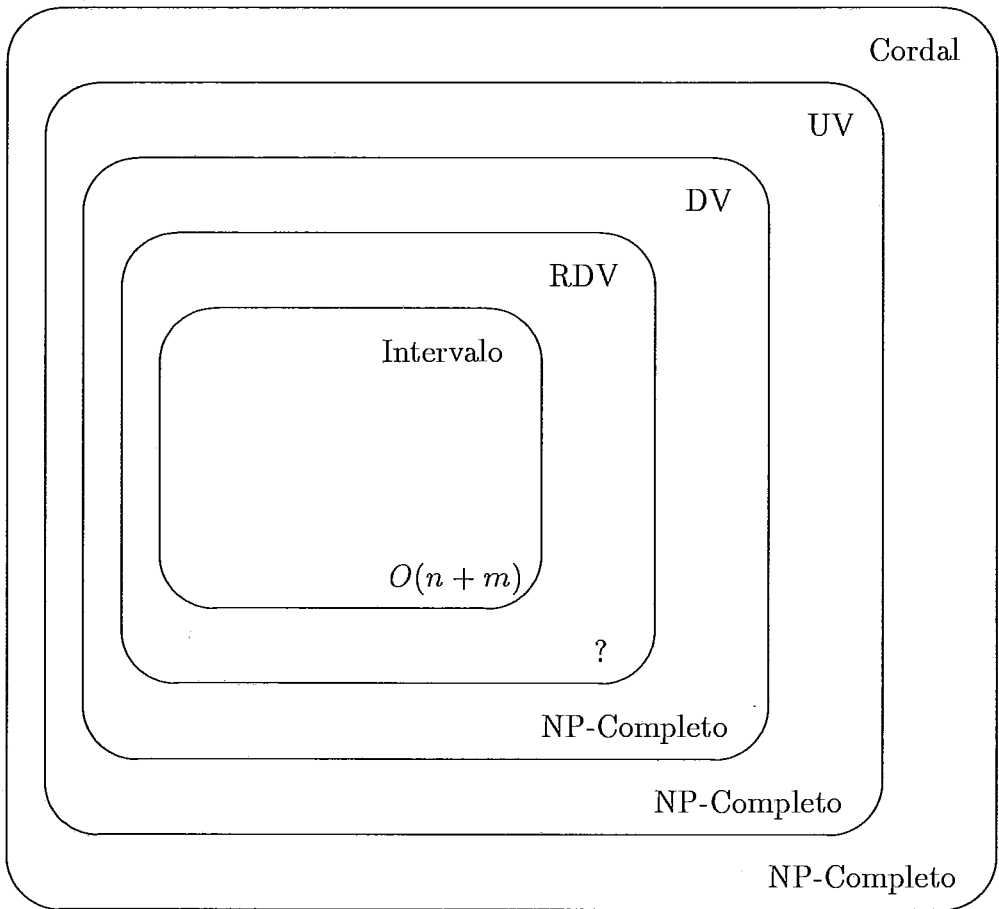 Cordal
UV
DV
RDV
Intervalo
O(n + m)
?
NP-Completo
NP-Completo
NP-Completo